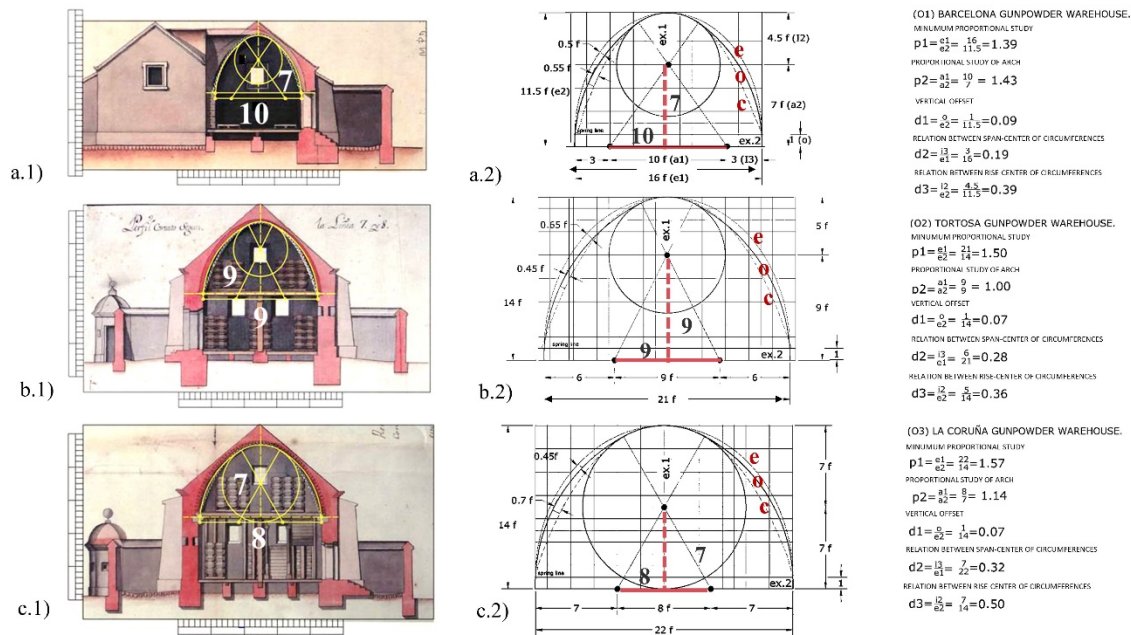 7
10
a.1)
ex.1
0.5 f
0.55 f
11.5 f (e2)
4.5 f (I2)
e
o
c
7
7 f (a2)
10
spring line
ex.2
1 (o)
3
10 f (a1)
3 (I3)
16 f (e1)
a.2)
(O1) BARCELONA GUNPOWDER WAREHOUSE.
MINUMUM PROPORTIONAL STUDY
p1= e1/e2 = 16/11.5 =1.39
PROPORTIONAL STUDY OF ARCH
p2= a1/a2 = 10/7 = 1.43
VERTICAL OFFSET
d1= o/e2 = 1/11.5 =0.09
RELATION BETWEEN SPAN-CENTER OF CIRCUMFERENCES
d2= i3/e1 = 3/16 =0.19
RELATION BETWEEN RISE CENTER OF CIRCUMFERENCES
d3= i2/e2 = 4.5/11.5 =0.39
9
9
b.1)
ex.1
0.65 f
0.45 f
14 f
5 f
e
o
c
9
9 f
9
spring line
ex.2
1
6
9 f
6
21 f
b.2)
(O2) TORTOSA GUNPOWDER WAREHOUSE.
MINUMUM PROPORTIONAL STUDY
p1= e1/e2 = 21/14 =1.50
PROPORTIONAL STUDY OF ARCH
p2= a1/a2 = 9/9 = 1.00
VERTICAL OFFSET
d1= o/e2 = 1/14 =0.07
RELATION BETWEEN SPAN-CENTER OF CIRCUMFERENCES
d2= i3/e1 = 6/21 =0.28
RELATION BETWEEN RISE-CENTER OF CIRCUMFERENCES
d3= i2/e2 = 5/14 =0.36
7
8
c.1)
ex.1
0.45f
0.7 f
14 f
7 f
e
o
c
7
7 f
8
spring line
ex.2
1
7
8 f
7
22 f
c.2)
(O3) LA CORUÑA GUNPOWDER WAREHOUSE.
MINUMUM PROPORTIONAL STUDY
p1= e1/e2 = 22/14 =1.57
PROPORTIONAL STUDY OF ARCH
p2= a1/a2 = 8/7 = 1.14
VERTICAL OFFSET
d1= o/e2 = 1/14 =0.07
RELATION BETWEEN SPAN-CENTER OF CIRCUMFERENCES
d2= i3/e1 = 7/22 =0.32
RELATION BETWEEN RISE CENTER OF CIRCUMFERENCES
d3= i2/e2 = 7/14 =0.50